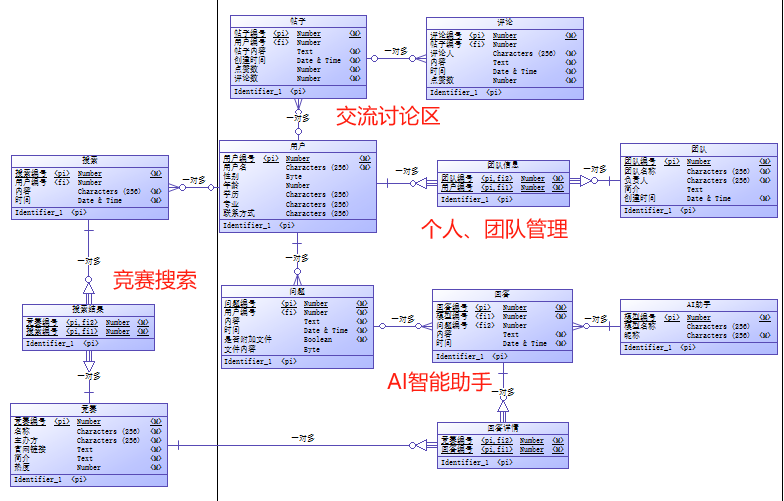 帖子
帖子编号 <pi> Number <M>
用户编号 <fi> Number
帖子内容 Text <M>
创建时间 Date & Time <M>
点赞数 Number <M>
评论数 Number <M>
Identifier_1 <pi>
一对多
评论
评论编号 <pi> Number <M>
帖子编号 <fi> Number
评论人 Characters (256) <M>
内容 Text <M>
时间 Date & Time <M>
点赞数 Number <M>
Identifier_1 <pi>
一对多
交流讨论区
搜索
搜索编号 <pi> Number <M>
用户编号 <fi> Number
内容 Characters (256) <M>
时间 Date & Time <M>
Identifier_1 <pi>
一对多
用户
用户编号 <pi> Number <M>
用户名 Characters (256) <M>
性别 Byte
年龄 Number
学历 Characters (256)
专业 Characters (256)
联系方式 Characters (256)
Identifier_1 <pi>
一对多
团队信息
团队编号 <pi,fi2> Number <M>
用户编号 <pi,fi1> Number <M>
Identifier_1 <pi>
一对多
团队
团队编号 <pi> Number <M>
团队名称 Characters (256) <M>
负责人 Characters (256) <M>
简介 Text
创建时间 Date & Time <M>
Identifier_1 <pi>
个人、团队管理
一对多
一对多
竞赛搜索
搜索结果
竞赛编号 <pi,fi2> Number <M>
搜索编号 <pi,fi1> Number <M>
Identifier_1 <pi>
一对多
问题
问题编号 <pi> Number <M>
用户编号 <fi> Number
内容 Text <M>
时间 Date & Time <M>
是否附加文件 Boolean <M>
文件内容 Byte
Identifier_1 <pi>
一对多
回答
回答编号 <pi> Number <M>
模型编号 <fi1> Number
问题编号 <fi2> Number
内容 Text <M>
时间 Date & Time <M>
Identifier_1 <pi>
一对多
AI助手
模型编号 <pi> Number <M>
模型名称 Characters (256)
昵称 Characters (256)
Identifier_1 <pi>
AI智能助手
一对多
竞赛
竞赛编号 <pi> Number <M>
名称 Characters (256) <M>
主办方 Characters (256) <M>
官网链接 Text <M>
简介 Text <M>
热度 Number <M>
Identifier_1 <pi>
一对多
回答详情
竞赛编号 <pi,fi2> Number <M>
回答编号 <pi,fi1> Number <M>
Identifier_1 <pi>